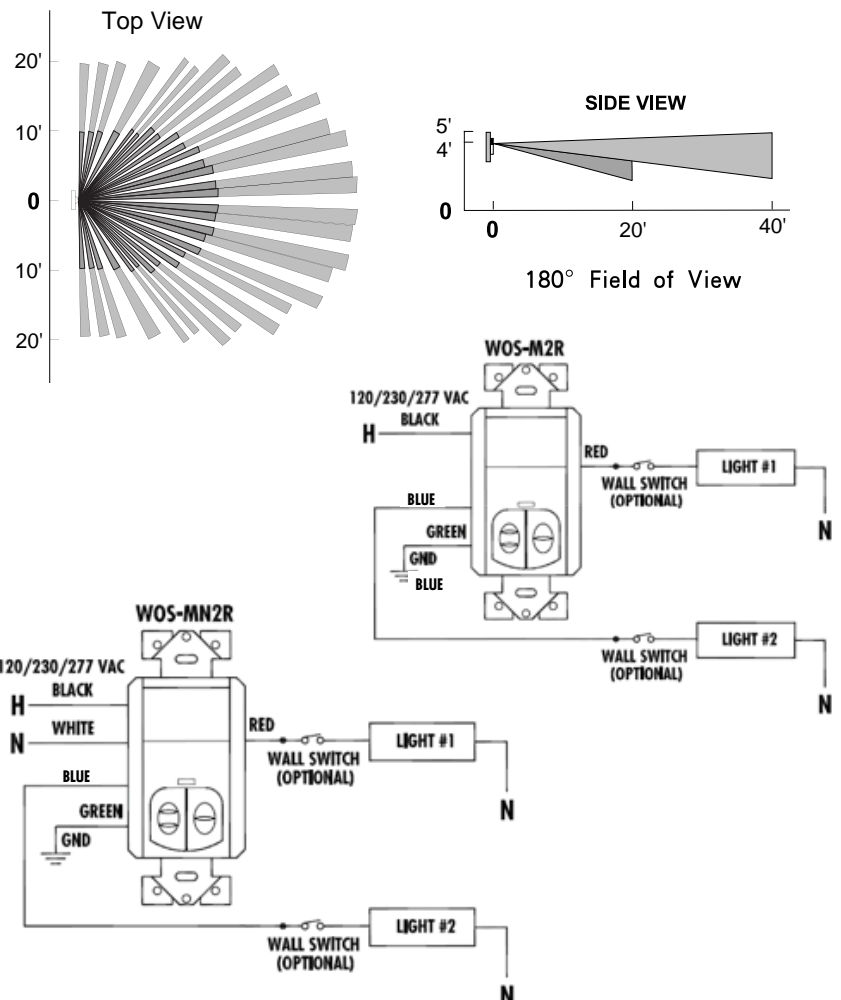 Top View
20'
10'
0
10'
20'
SIDE VIEW
5'
4'
0
0
20'
40'
180° Field of View
WOS-M2R
120/230/277 VAC
BLACK
H
RED
LIGHT #1
WALL SWITCH
(OPTIONAL)
N
BLUE
GREEN
GND
BLUE
LIGHT #2
WALL SWITCH
(OPTIONAL)
N
WOS-MN2R
120/230/277 VAC
BLACK
H
WHITE
N
RED
LIGHT #1
WALL SWITCH
(OPTIONAL)
N
BLUE
GREEN
GND
LIGHT #2
WALL SWITCH
(OPTIONAL)
N